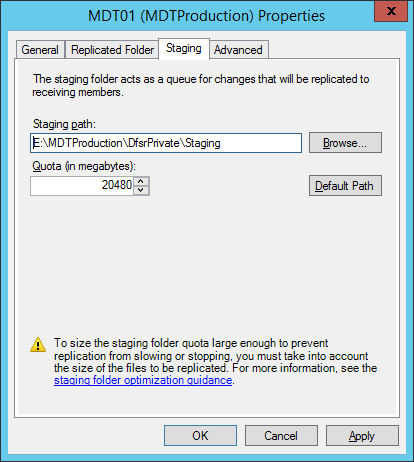 MDT01 (MDTProduction) Properties
x
General Replicated Folder Staging Advanced
The staging folder acts as a queue for changes that will be replicated to
receiving members.
Staging path:
E:\MDTProduction\DfsrPrivate\Staging Browse...
Quota (in megabytes):
20480 Default Path
To size the staging folder quota large enough to prevent
replication from slowing or stopping, you must take into account
the size of the files to be replicated. For more information, see the
staging folder optimization guidance.
OK Cancel Apply